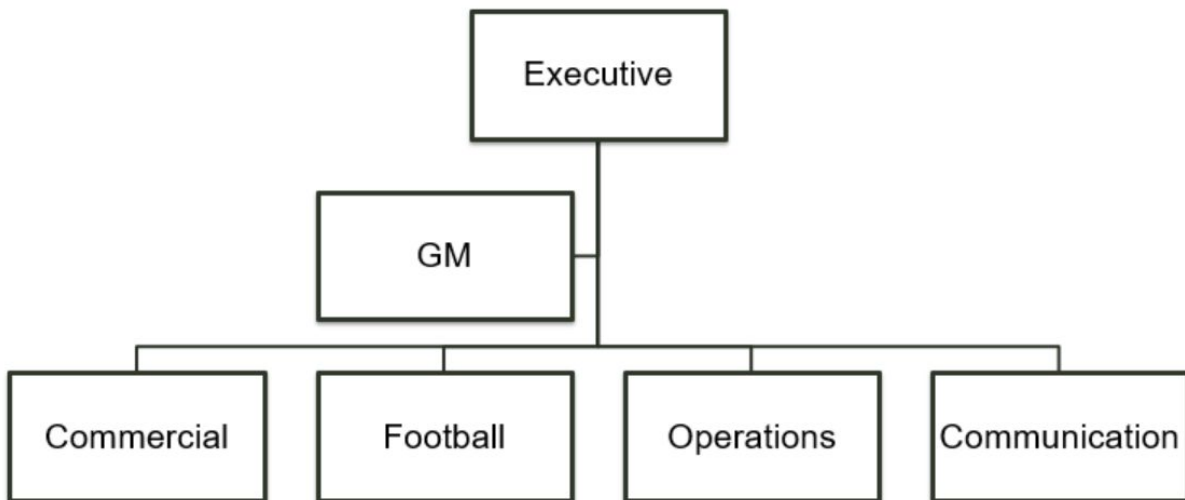 Executive
GM
Commercial
Football
Operations
Communication